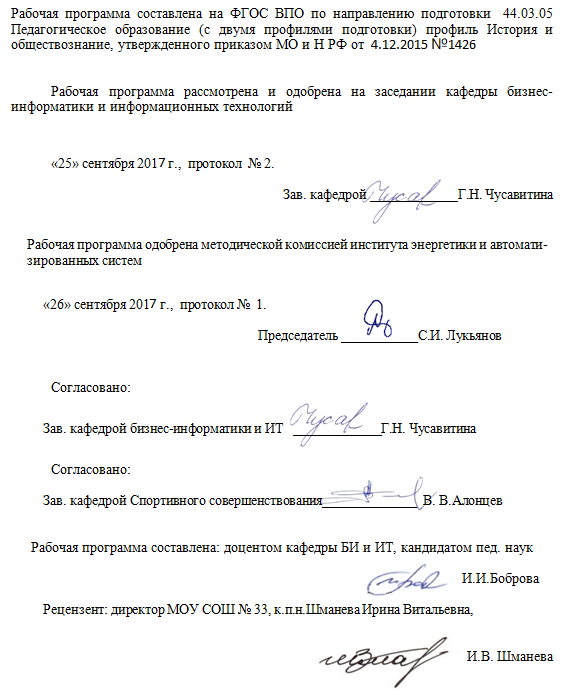 Рабочая программа составлена на ФГОС ВПО по направлению подготовки 44.03.05
Педагогическое образование (с двумя профилями подготовки) профиль История и
обществознание, утвержденного приказом МО и Н РФ от 4.12.2015 №1426
Рабочая программа рассмотрена и одобрена на заседании кафедры бизнес-
информатики и информационных технологий
«25» сентября 2017 г., протокол № 2.
Зав. кафедрой Чусав Г.Н. Чусавитина
Рабочая программа одобрена методической комиссией института энергетики и автомати-
зированных систем
«26» сентября 2017 г., протокол № 1.
Председатель С.И. Лукьянов
Согласовано:
Зав. кафедрой бизнес-информатики и ИТ Чусав Г.Н. Чусавитина
Согласовано:
Зав. кафедрой Спортивного совершенствования В. В.Алонцев
Рабочая программа составлена: доцентом кафедры БИ и ИТ, кандидатом пед. наук
И.И.Боброва
Рецензент: директор МОУ СОШ № 33, к.п.н.Шманева Ирина Витальевна,
И.В. Шманева